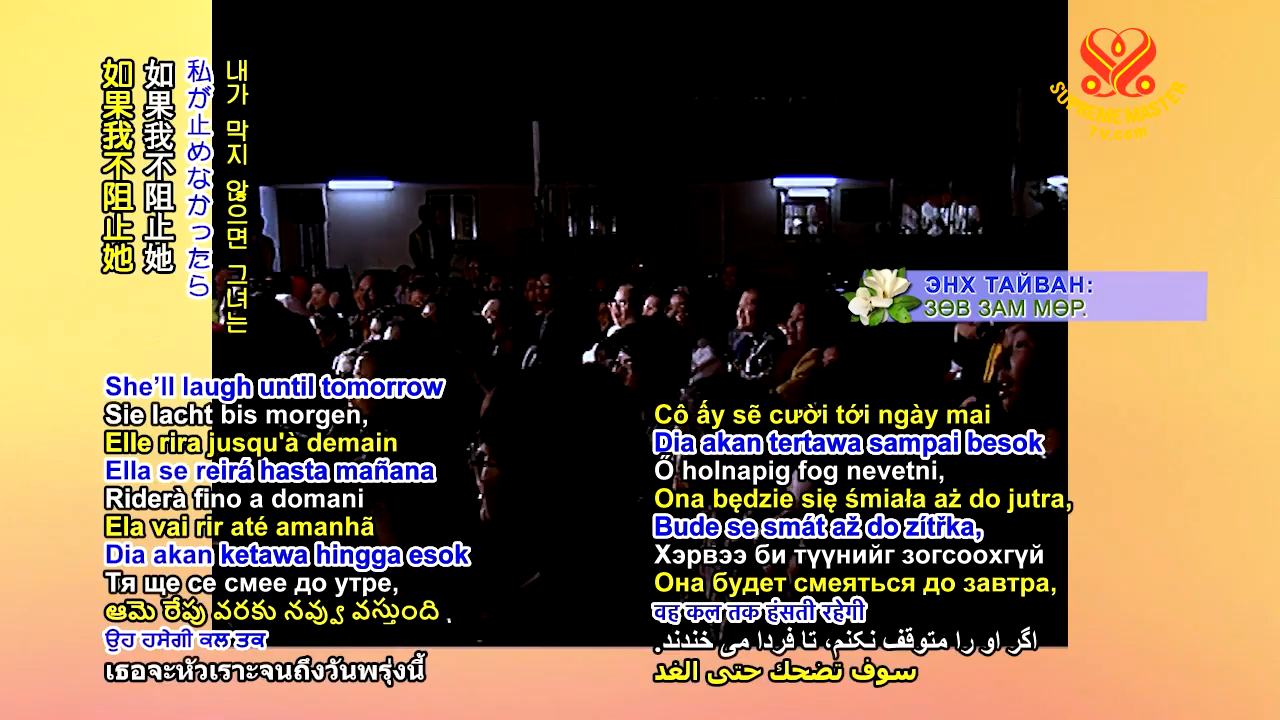 如果我不阻止她
如果我不阻止她
私が止めなかったら
내가 막지 않으면 그녀는
SUPREME MASTER
TV.com
ЭНХ ТАЙВАН:
ЗӨВ ЗАМ МӨР.
She’ll laugh until tomorrow
Sie lacht bis morgen,
Elle rira jusqu'à demain
Ella se reirá hasta mañana
Riderà fino a domani
Ela vai rir até amanhã
Dia akan ketawa hingga esok
Тя ще се смее до утре,
ఆమె రేపు వరకు నవ్వు వస్తుంది .
ਉਹ ਹਸੇਗੀ ਕਲ ਤਕ
เธอจะหัวเราะจนถึงวันพรุ่งนี้
Cô ấy sẽ cười tới ngày mai
Dia akan tertawa sampai besok
Ő holnapig fog nevetni,
Ona będzie się śmiała aż do jutra,
Bude se smát až do zítřka,
Хэрвээ би түүнийг зогсоохгүй
Она будет смеяться до завтра,
वह कल तक हंसती रहेगी
اگر او را متوقف نکنم، تا فردا می خندند.
سوف تضحك حتى الغد